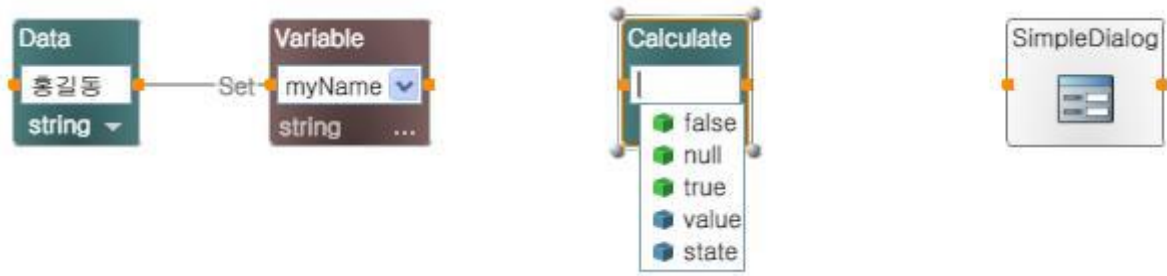 Data
홍길동
string
Set
Variable
myName
string ...
Calculate
false
null
true
value
state
SimpleDialog